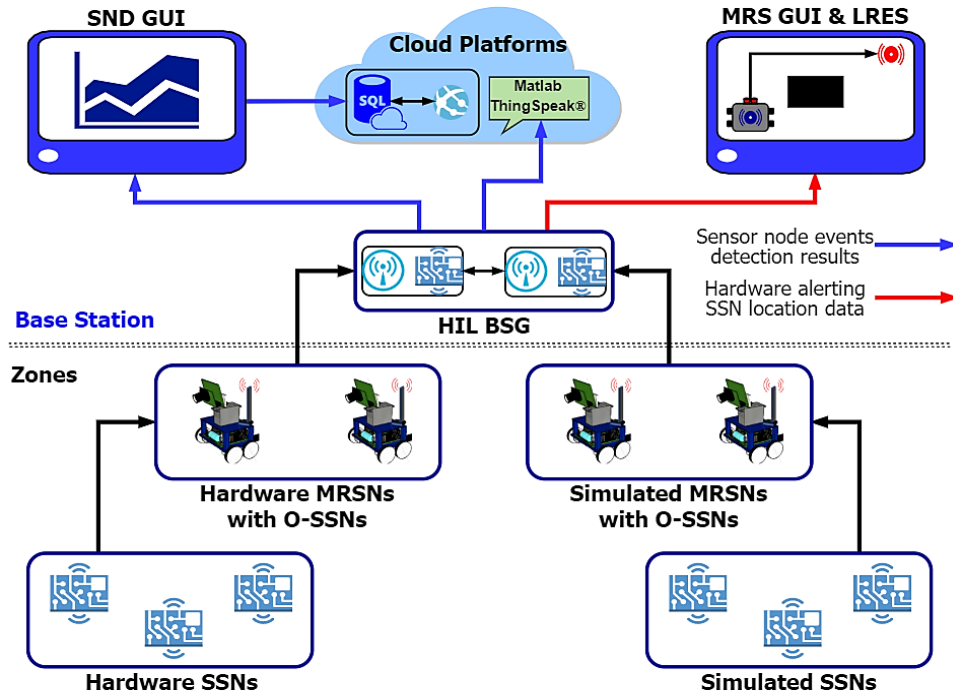 SND GUI
Cloud Platforms
MRS GUI & LRES
SQL
Matlab
ThingSpeak®
Sensor node events
detection results
Hardware alerting
SSN location data
Base Station
HIL BSG
Zones
Hardware MRSNs
with O-SSNs
Simulated MRSNs
with O-SSNs
Hardware SSNs
Simulated SSNs